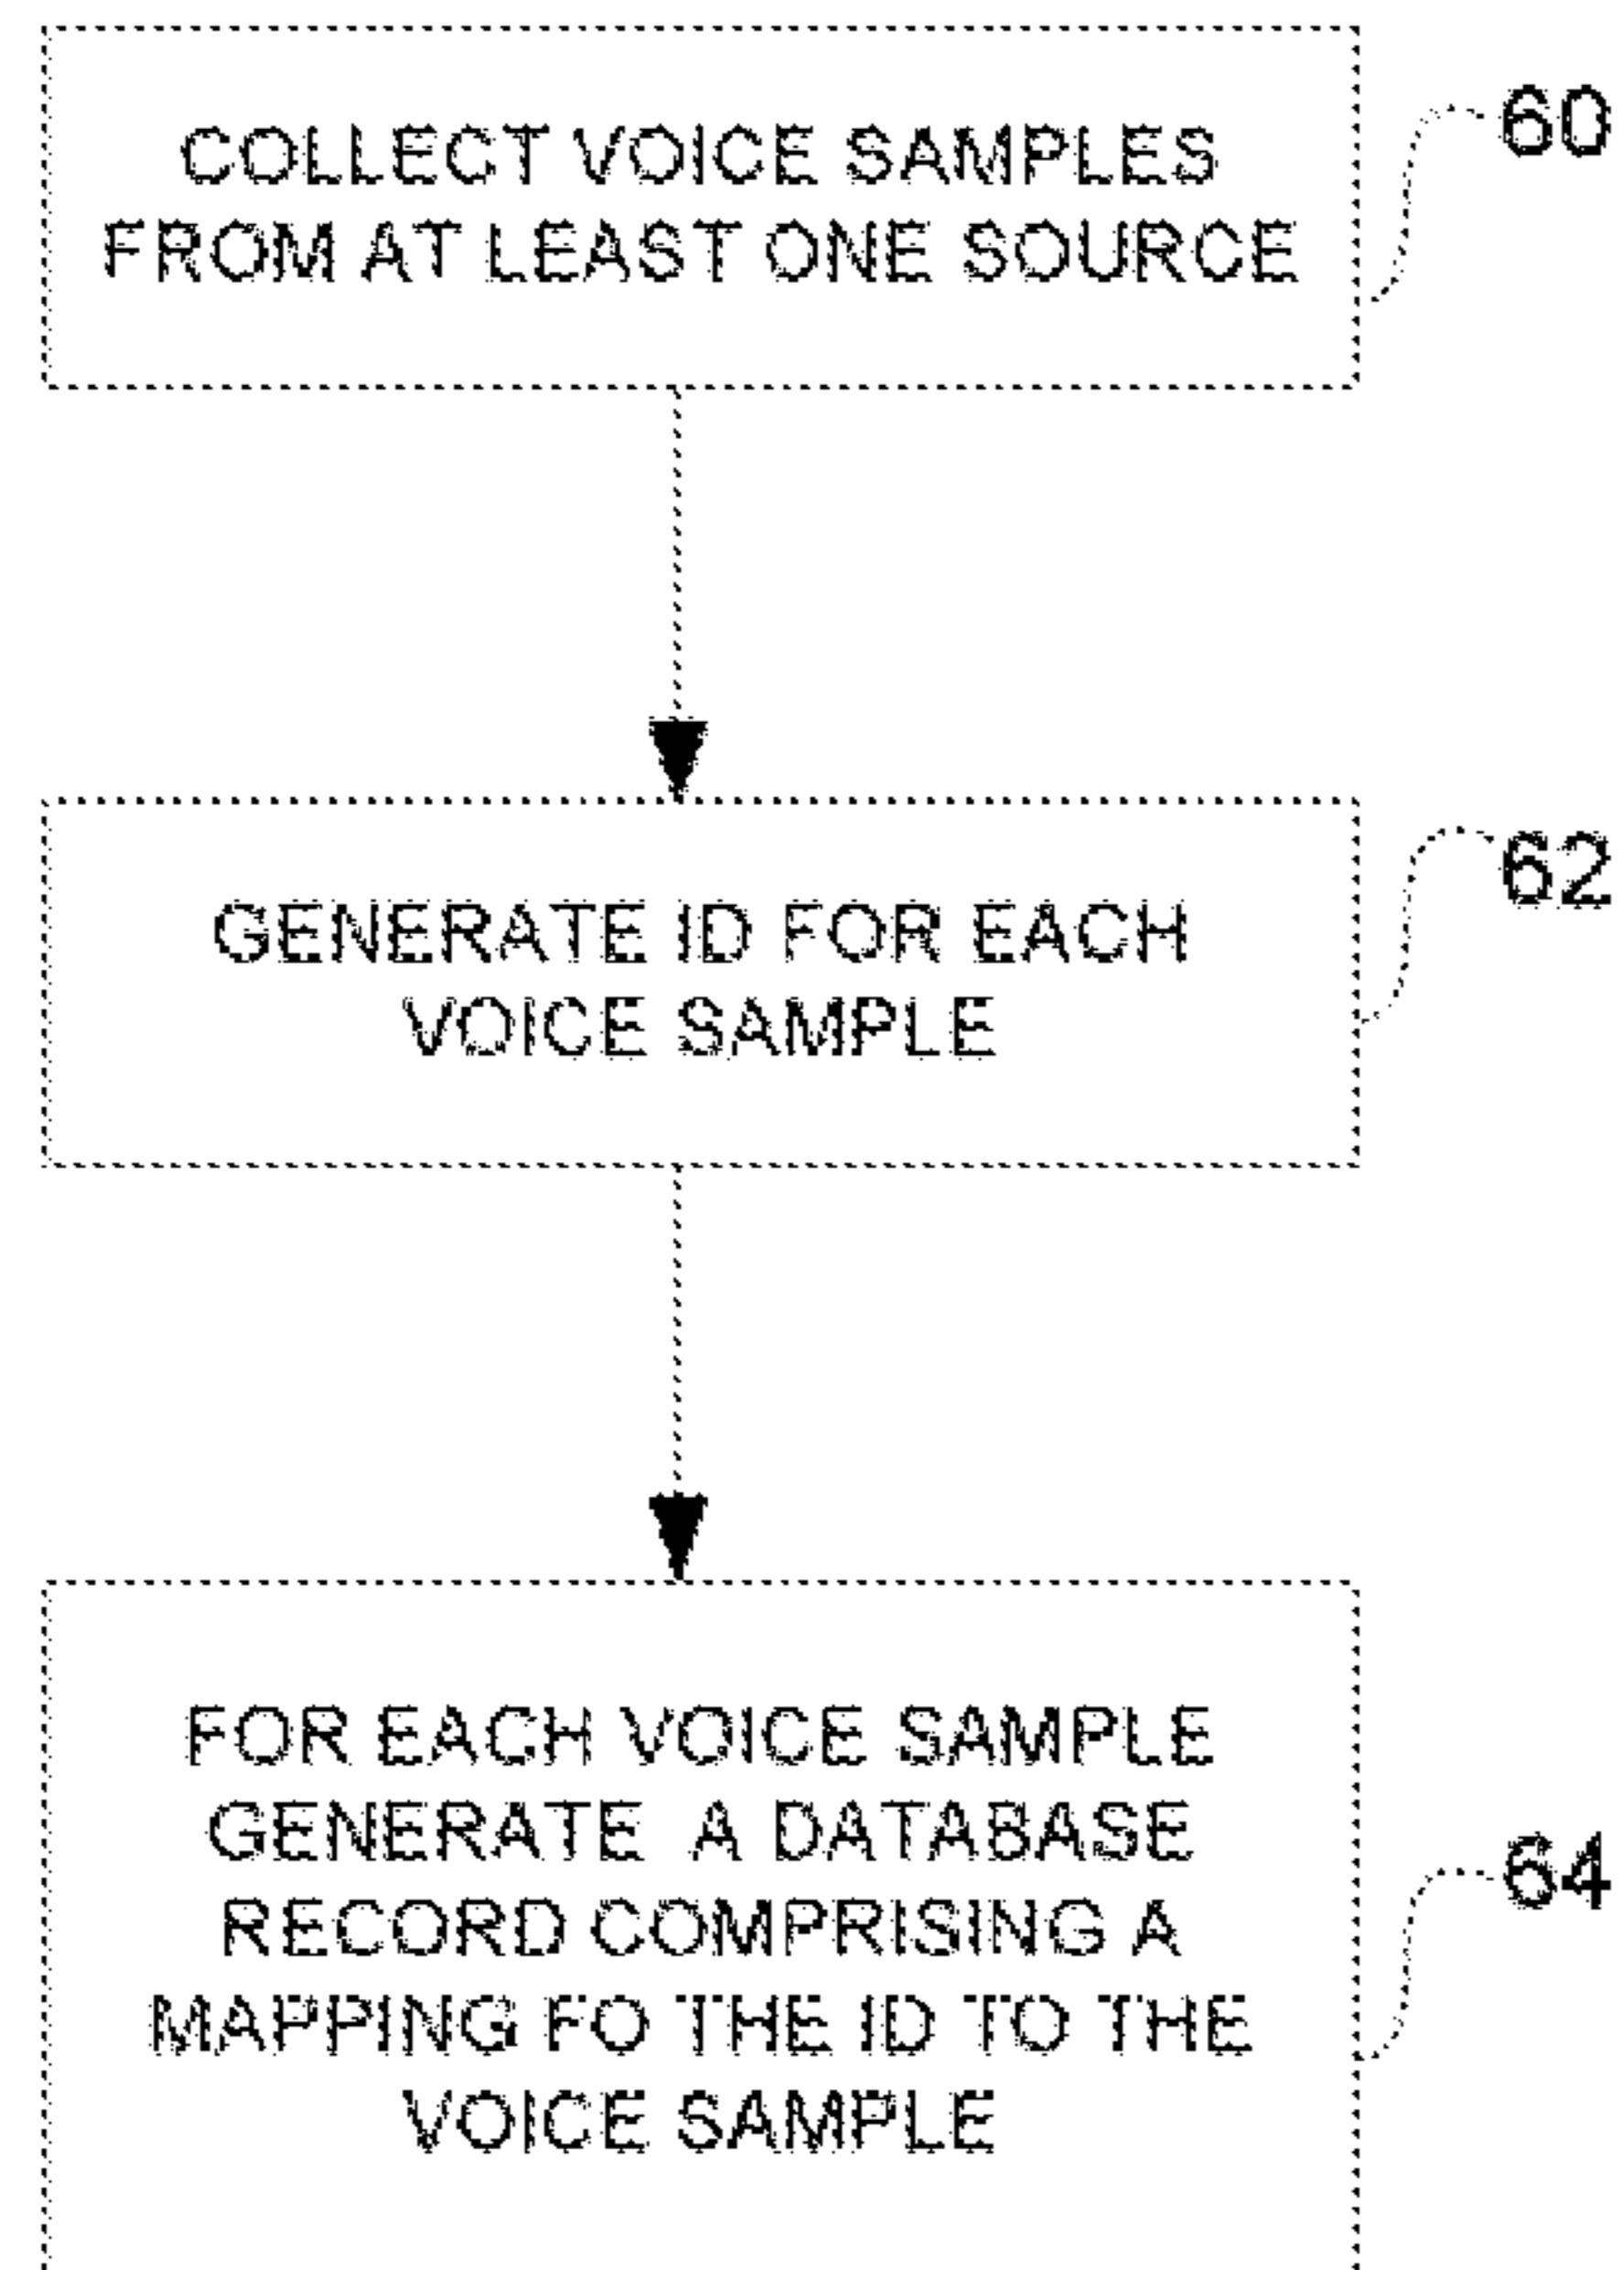 COLLECT VOICE SAMPLES
FROM AT LEAST ONE SOURCE
60
GENERATE ID FOR EACH
VOICE SAMPLE
62
FOR EACH VOICE SAMPLE
GENERATE A DATABASE
RECORD COMPRISING A
MAPPING FO THE ID TO THE
VOICE SAMPLE
64